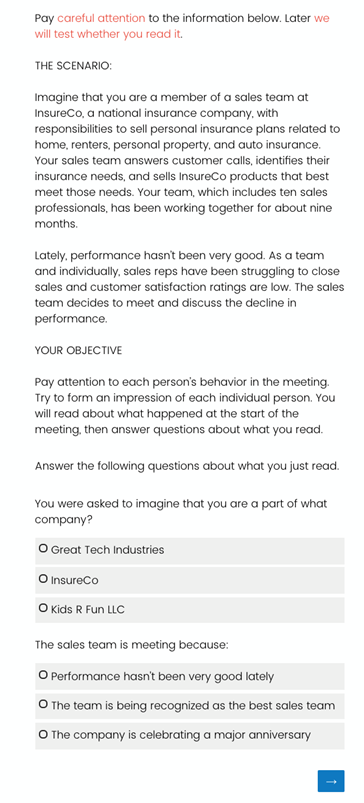 Pay careful attention to the information below. Later we
will test whether you read it.
THE SCENARIO:
Imagine that you are a member of a sales team at
InsureCo, a national insurance company, with
responsibilities to sell personal insurance plans related to
home, renters, personal property, and auto insurance.
Your sales team answers customer calls, identifies their
insurance needs, and sells InsureCo products that best
meet those needs. Your team, which includes ten sales
professionals, has been working together for about nine
months.
Lately, performance hasn't been very good. As a team
and individually, sales reps have been struggling to close
sales and customer satisfaction ratings are low. The sales
team decides to meet and discuss the decline in
performance.
YOUR OBJECTIVE
Pay attention to each person's behavior in the meeting.
Try to form an impression of each individual person. You
will read about what happened at the start of the
meeting, then answer questions about what you read.
Answer the following questions about what you just read.
You were asked to imagine that you are a part of what
company?
Great Tech Industries
InsureCo
Kids R Fun LLC
The sales team is meeting because:
Performance hasn't been very good lately
The team is being recognized as the best sales team
The company is celebrating a major anniversary
→